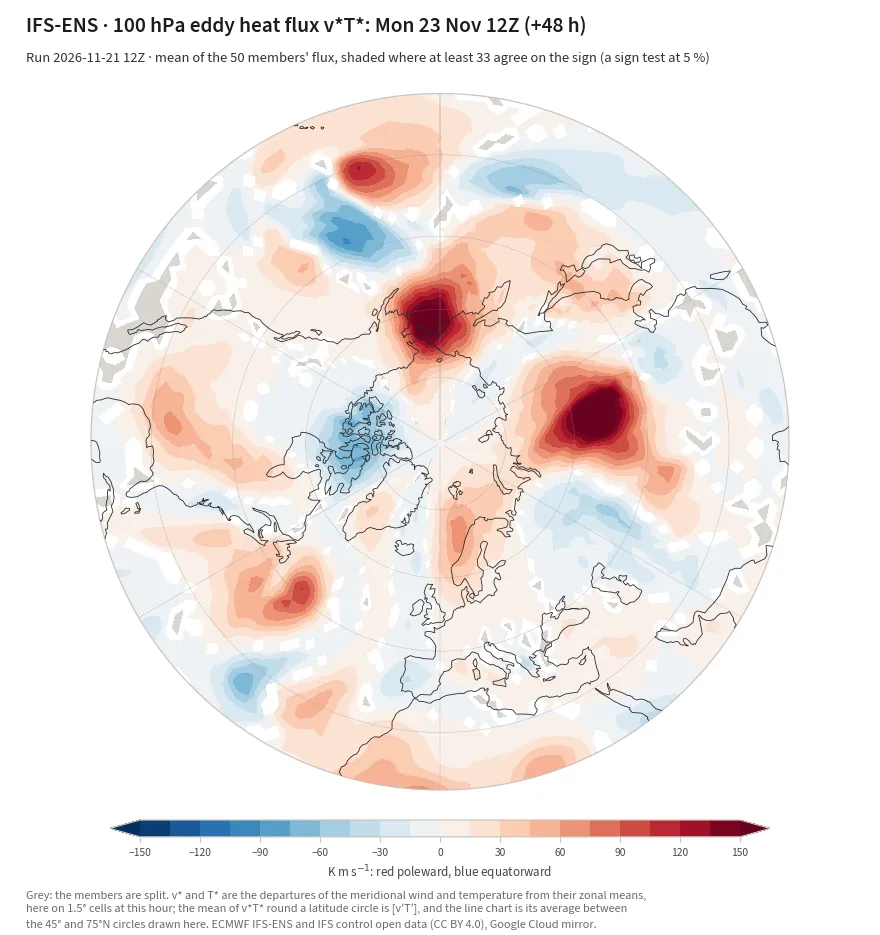 IFS-ENS · 100 hPa eddy heat flux v*T*: Mon 23 Nov 12Z (+48 h)
Run 2026-11-21 12Z · mean of the 50 members' flux, shaded where at least 33 agree on the sign (a sign test at 5 %)
−150 −120 −90 −60 −30 0 30 60 90 120 150
K m s⁻¹: red poleward, blue equatorward
Grey: the members are split. v* and T* are the departures of the meridional wind and temperature from their zonal means,
here on 1.5° cells at this hour; the mean of v*T* round a latitude circle is [v'T'], and the line chart is its average between
the 45° and 75°N circles drawn here. ECMWF IFS-ENS and IFS control open data (CC BY 4.0), Google Cloud mirror.